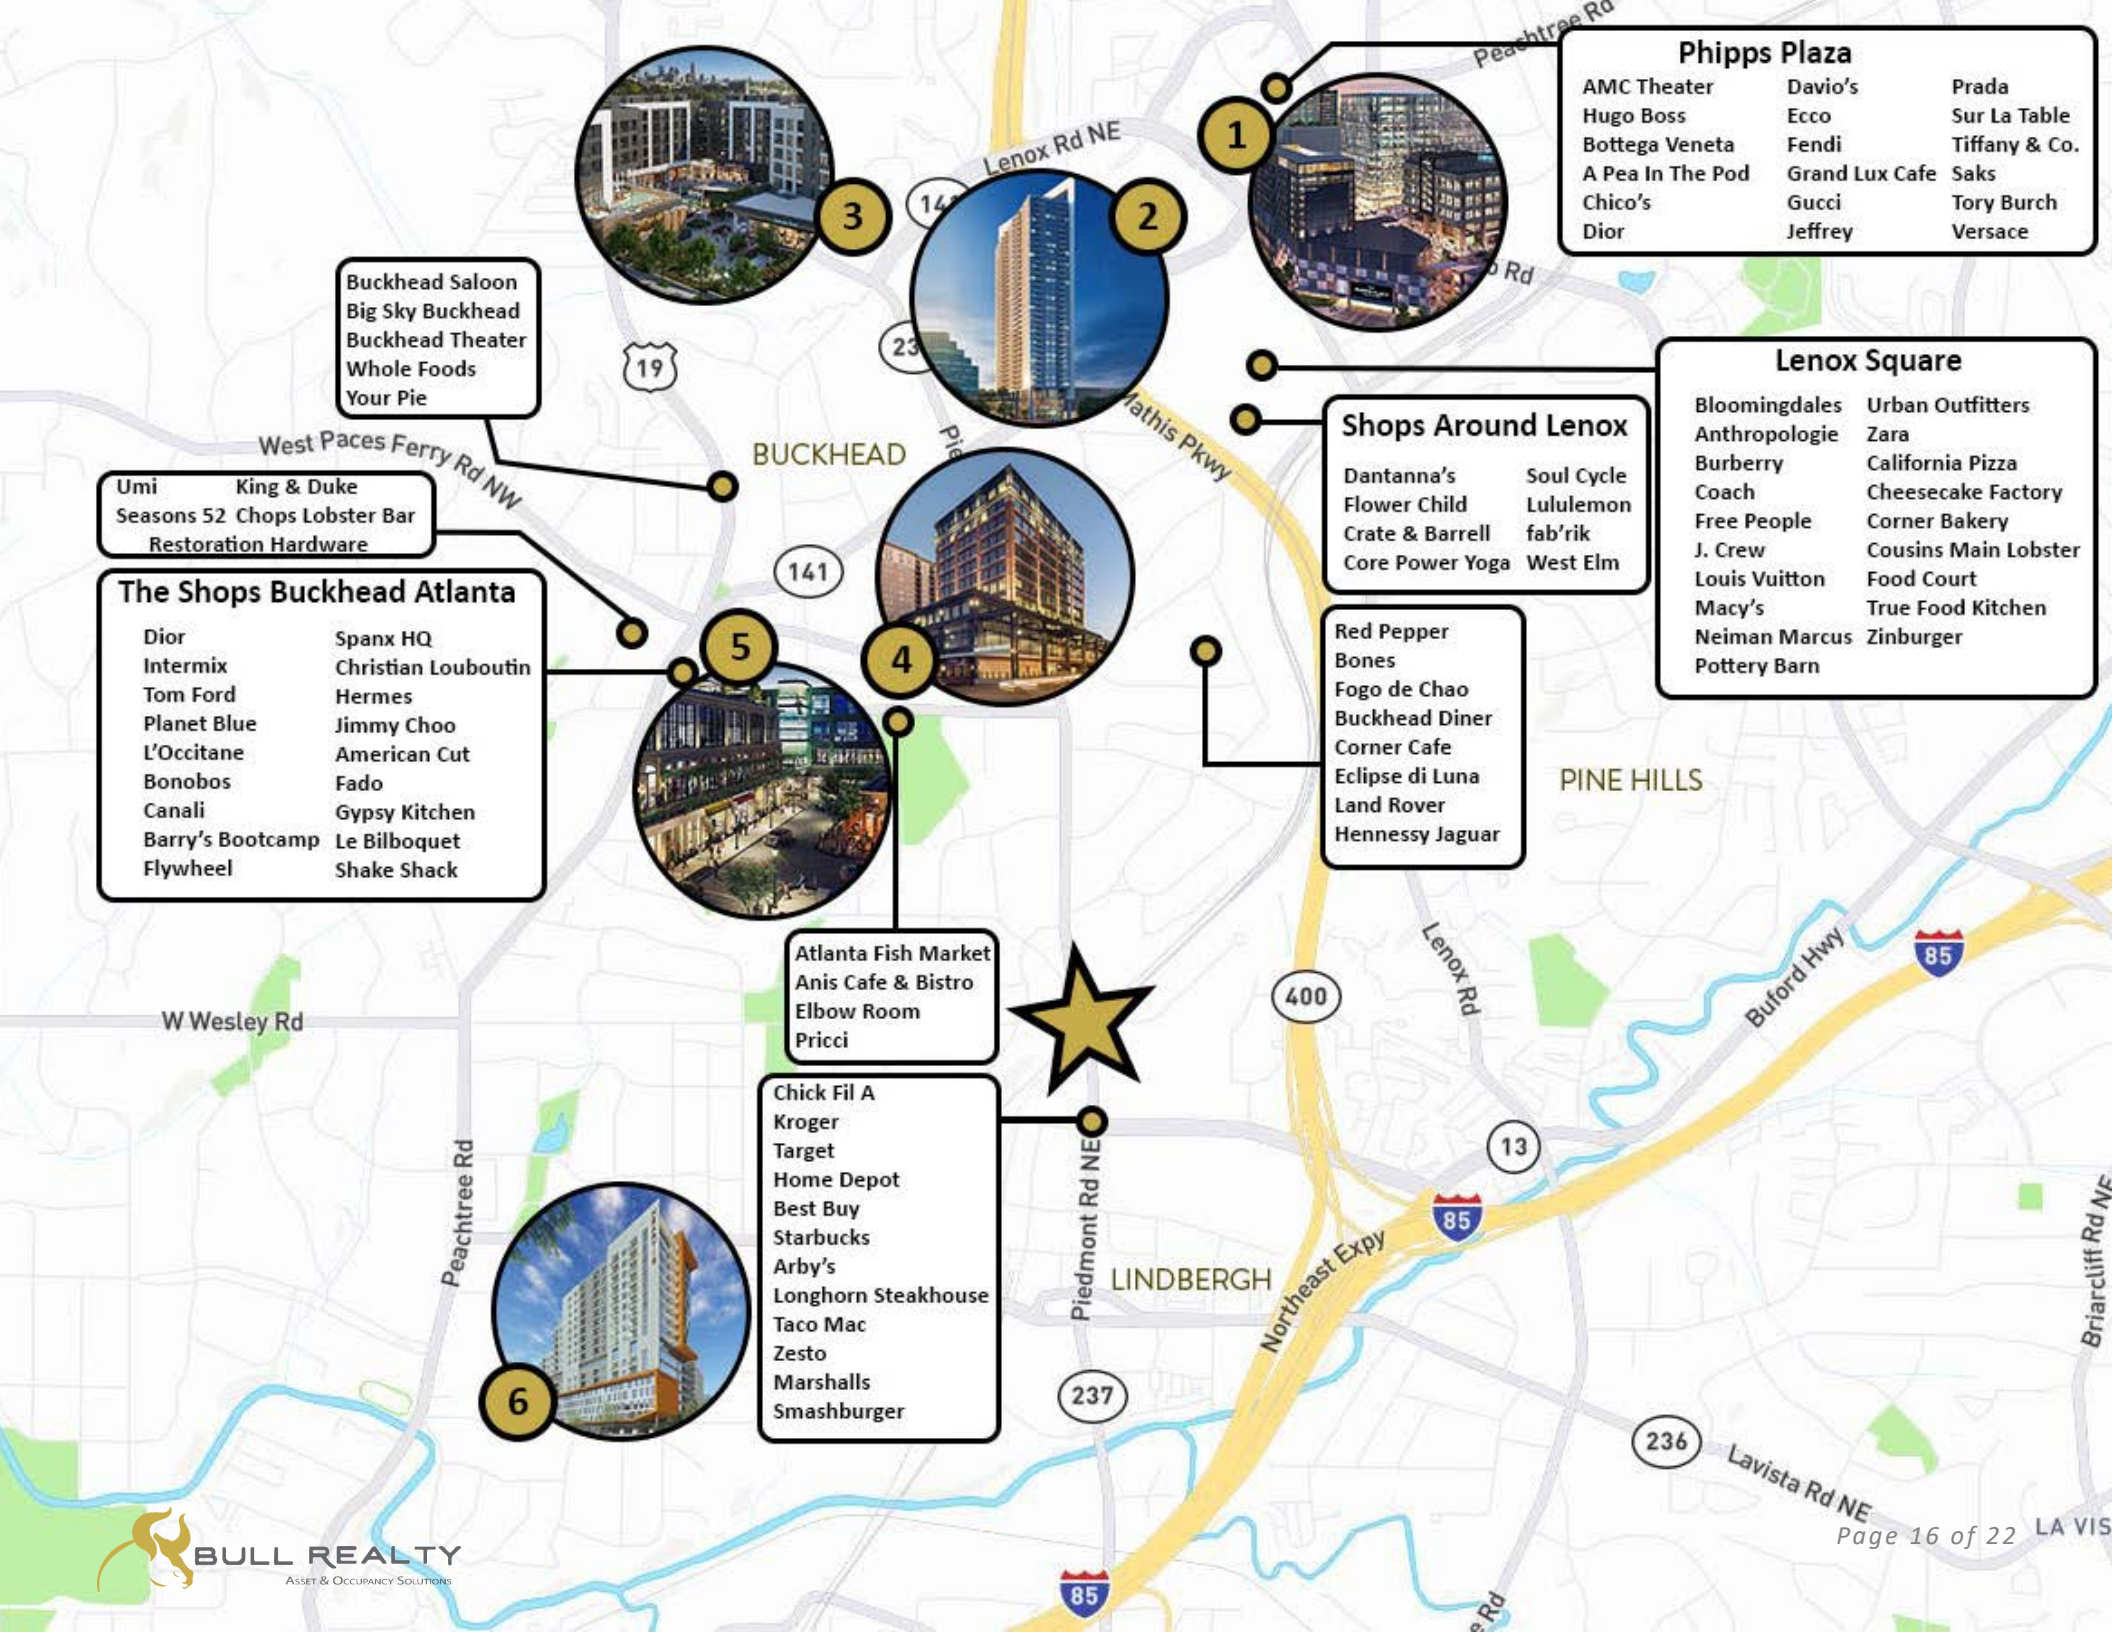 Peachtree Rd
Phipps Plaza
AMC Theater Davio's Prada
Hugo Boss Ecco Sur La Table
Bottega Veneta Fendi Tiffany & Co.
A Pea In The Pod Grand Lux Cafe Saks
Chico's Gucci Tory Burch
Dior Jeffrey Versace
1
Lenox Rd NE
3
2
Rd
Buckhead Saloon
Big Sky Buckhead
Buckhead Theater
Whole Foods
Your Pie
19
23
Lenox Square
Bloomingdales Urban Outfitters
Anthropologie Zara
Burberry California Pizza
Coach Cheesecake Factory
Free People Corner Bakery
J. Crew Cousins Main Lobster
Louis Vuitton Food Court
Macy's True Food Kitchen
Neiman Marcus Zinburger
Pottery Barn
Shops Around Lenox
Dantanna's Soul Cycle
Flower Child Lululemon
Crate & Barrell fab'rik
Core Power Yoga West Elm
Mathis Pkwy
West Paces Ferry Rd NW
BUCKHEAD
Pie
Umi King & Duke
Seasons 52 Chops Lobster Bar
Restoration Hardware
141
The Shops Buckhead Atlanta
Dior Spanx HQ
Intermix Christian Louboutin
Tom Ford Hermes
Planet Blue Jimmy Choo
L'Occitane American Cut
Bonobos Fado
Canali Gypsy Kitchen
Barry's Bootcamp Le Bilboquet
Flywheel Shake Shack
5
4
Red Pepper
Bones
Fogo de Chao
Buckhead Diner
Corner Cafe
Eclipse di Luna
Land Rover
Hennessy Jaguar
PINE HILLS
Atlanta Fish Market
Anis Cafe & Bistro
Elbow Room
Pricci
W Wesley Rd
400
Lenox Rd
Buford Hwy
85
Chick Fil A
Kroger
Target
Home Depot
Best Buy
Starbucks
Arby's
Longhorn Steakhouse
Taco Mac
Zesto
Marshalls
Smashburger
13
85
Peachtree Rd
Piedmont Rd NE
LINDBERGH
Northeast Expy
Briarcliff Rd NE
6
237
236
Lavista Rd NE
LA VIS
Page 16 of 22
BULL REALTY
ASSET & OCCUPANCY SOLUTIONS
85
e Rd